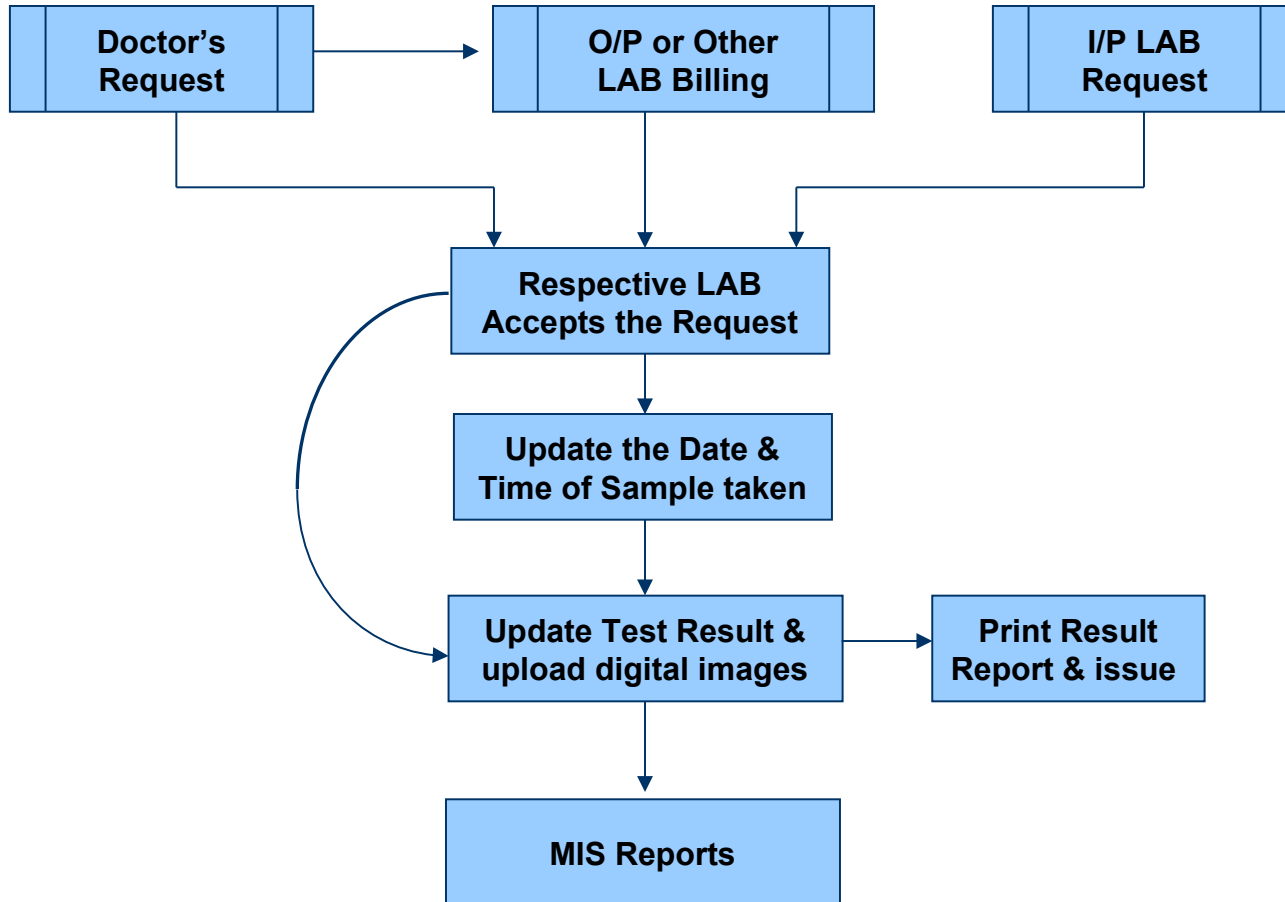 Doctor’s
Request
O/P or Other
LAB Billing
I/P LAB
Request
Respective LAB
Accepts the Request
Update the Date &
Time of Sample taken
Update Test Result &
upload digital images
Print Result
Report & issue
MIS Reports